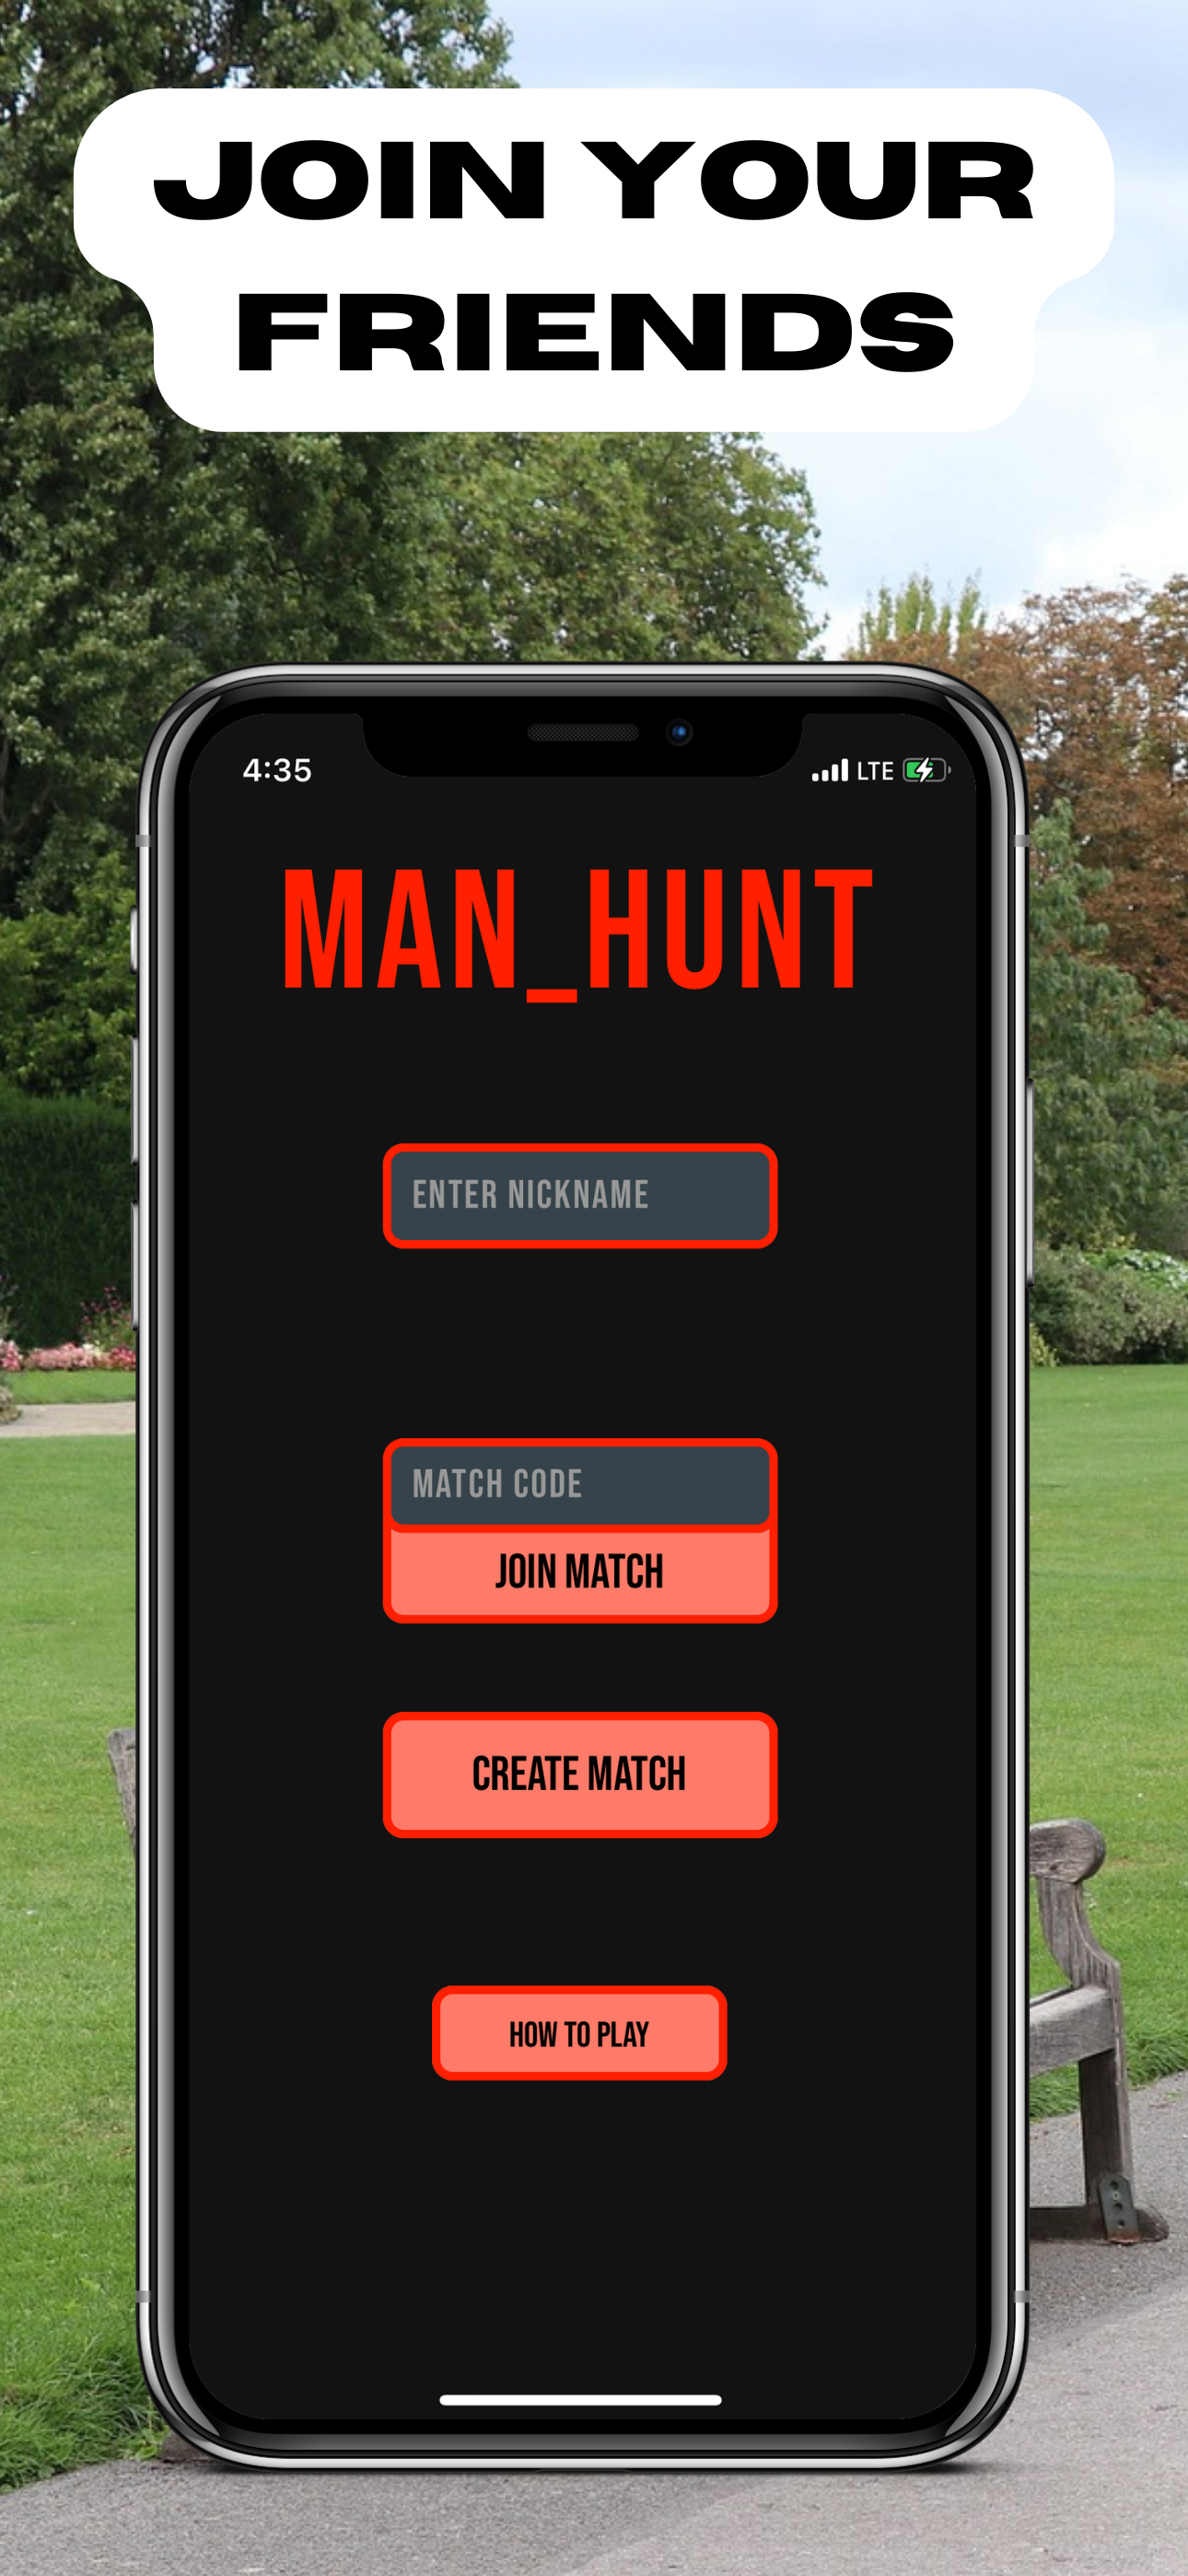 JOIN YOUR
FRIENDS
4:35
LTE
MAN_HUNT
ENTER NICKNAME
MATCH CODE
JOIN MATCH
CREATE MATCH
HOW TO PLAY